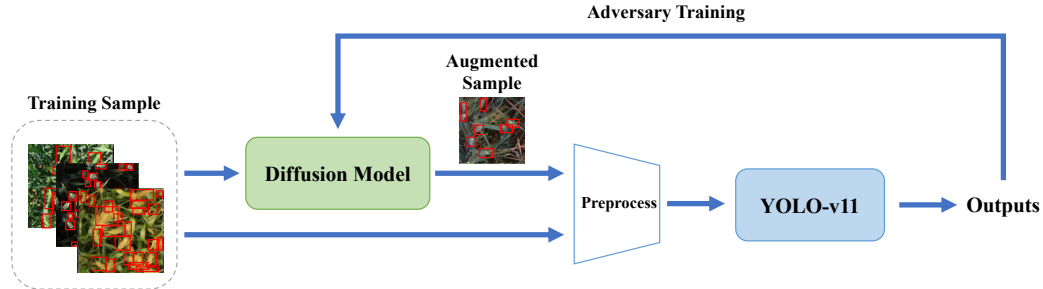 Adversary Training
Augmented
Sample
Training Sample
Diffusion Model
Preprocess
YOLO-v11
Outputs